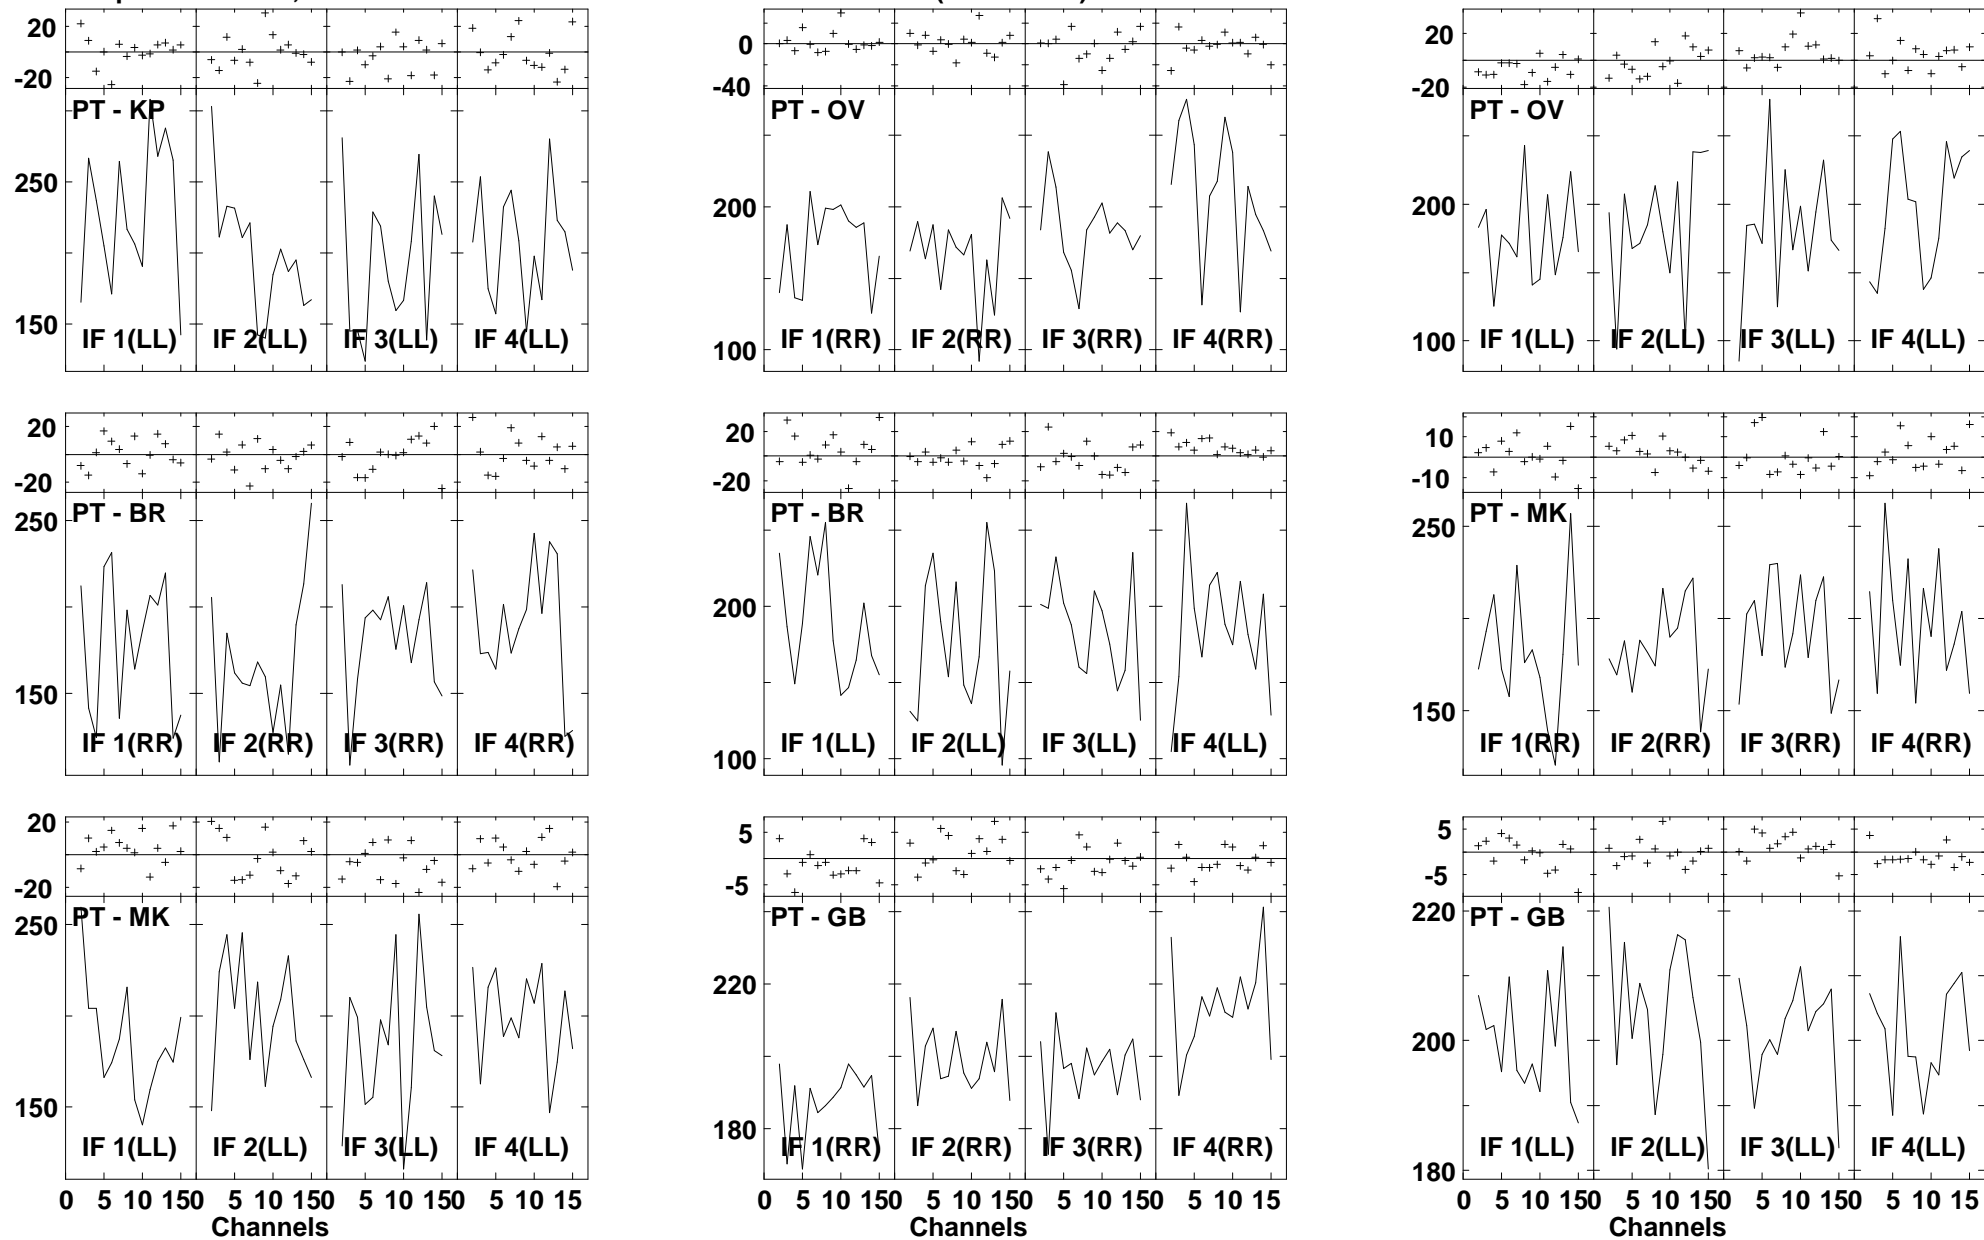 20
-20
PT - KP
250
150
IF 1(LL) IF 2(LL) IF 3(LL) IF 4(LL)
0
-40
PT - OV
200
100
IF 1(RR) IF 2(RR) IF 3(RR) IF 4(RR)
20
-20
PT - OV
200
100
IF 1(LL) IF 2(LL) IF 3(LL) IF 4(LL)
20
-20
PT - BR
250
150
IF 1(RR) IF 2(RR) IF 3(RR) IF 4(RR)
20
-20
PT - BR
200
100
IF 1(LL) IF 2(LL) IF 3(LL) IF 4(LL)
10
-10
PT - MK
250
150
IF 1(RR) IF 2(RR) IF 3(RR) IF 4(RR)
20
-20
PT - MK
250
150
IF 1(LL) IF 2(LL) IF 3(LL) IF 4(LL)
0 5 10 150 5 10 150 5 10 150 5 10 15
Channels
5
-5
PT - GB
220
180
IF 1(RR) IF 2(RR) IF 3(RR) IF 4(RR)
0 5 10 150 5 10 150 5 10 150 5 10 15
Channels
5
-5
PT - GB
220
200
180
IF 1(LL) IF 2(LL) IF 3(LL) IF 4(LL)
0 5 10 150 5 10 150 5 10 150 5 10 15
Channels